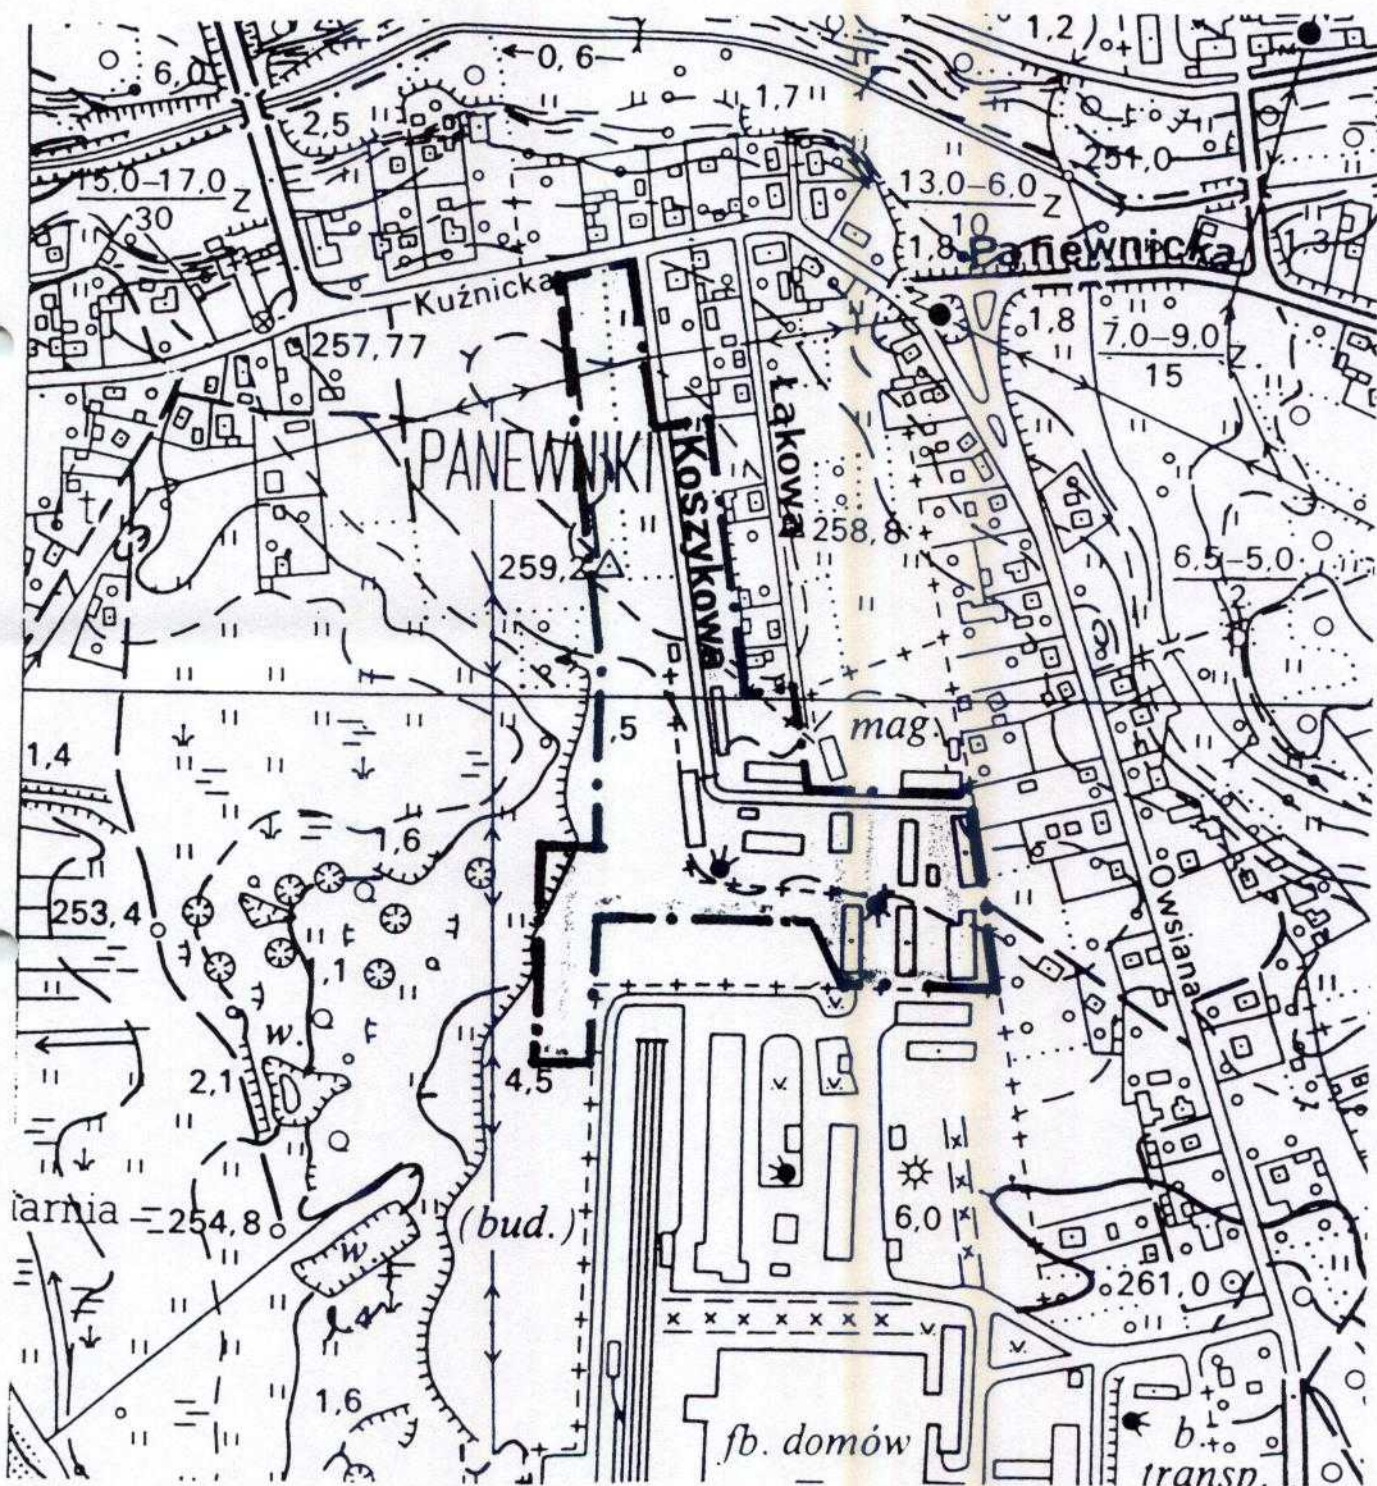 1,2
6,0
0,6
1,7
2,5
251,0
15,0–17,0
30
Z
13,0–6,0
10
Z
1,8
Panewnicka
1,3
Kuźnicka
257,77
1,8
7,0–9,0
15
Z
PANEWNIKI
Koszykowa
Łąkowa
258,8
259,2
6,5–5,0
2
,5
mag.
1,4
1,6
253,4
,1
w.
Owsiana
2,1
4,5
iarnia
254,8
(bud.)
w.
6,0
261,0
1,6
fb. domów
b.
transp.